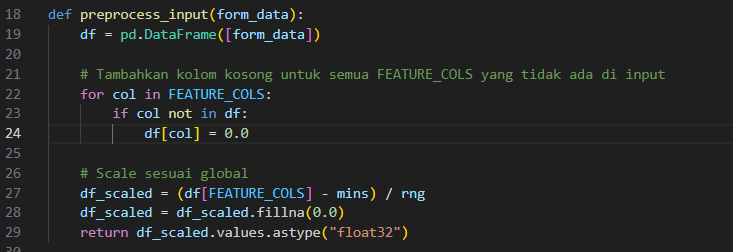 18 def preprocess_input(form_data):
19     df = pd.DataFrame([form_data])
20
21     # Tambahkan kolom kosong untuk semua FEATURE_COLS yang tidak ada di input
22     for col in FEATURE_COLS:
23         if col not in df:
24             df[col] = 0.0
25
26     # Scale sesuai global
27     df_scaled = (df[FEATURE_COLS] - mins) / rng
28     df_scaled = df_scaled.fillna(0.0)
29     return df_scaled.values.astype("float32")